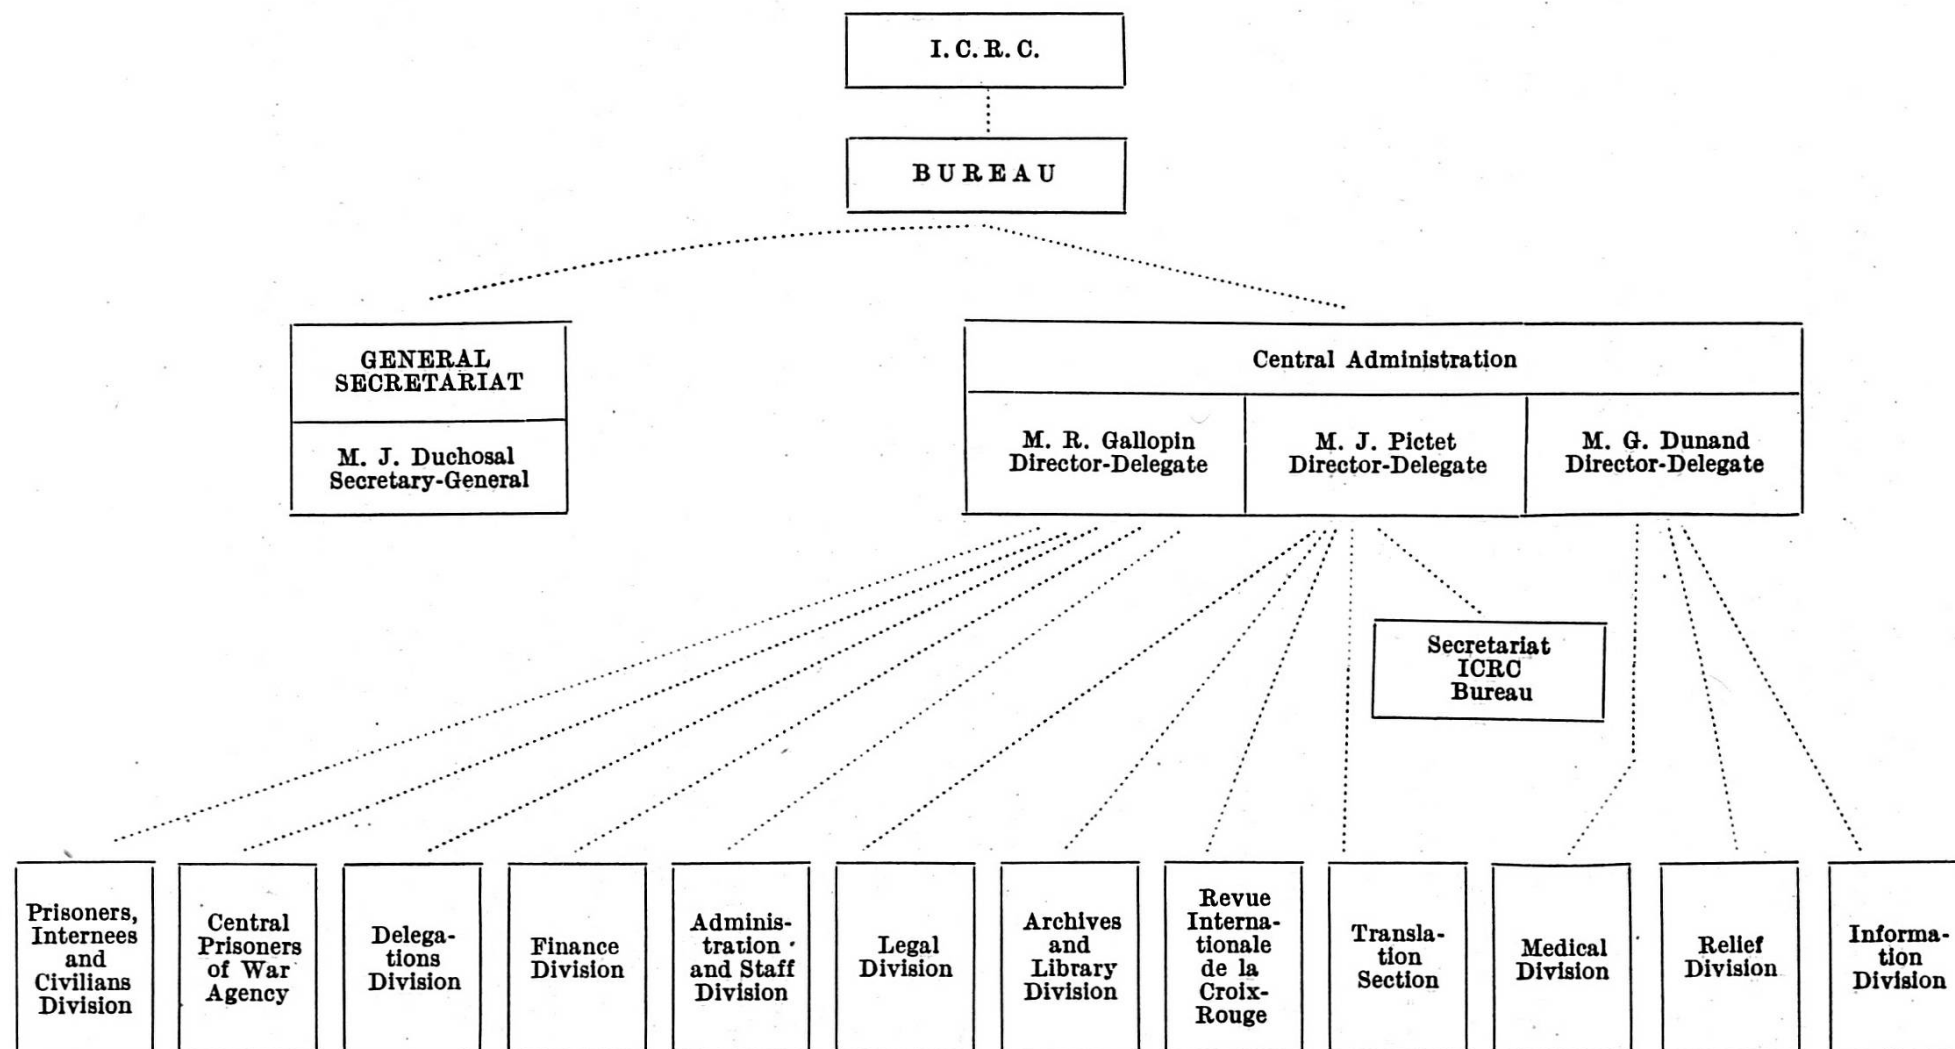 I. C. R. C.
BUREAU
GENERAL
SECRETARIAT
M. J. Duchosal
Secretary-General
Central Administration
M. R. Gallopin
Director-Delegate
M. J. Pictet
Director-Delegate
M. G. Dunand
Director-Delegate
Secretariat
ICRC
Bureau
Prisoners,
Internees
and
Civilians
Division
Central
Prisoners
of War
Agency
Delega-
tions
Division
Finance
Division
Adminis-
tration
and Staff
Division
Legal
Division
Archives
and
Library
Division
Revue
Interna-
tionale
de la
Croix-
Rouge
Transla-
tion
Section
Medical
Division
Relief
Division
Informa-
tion
Division